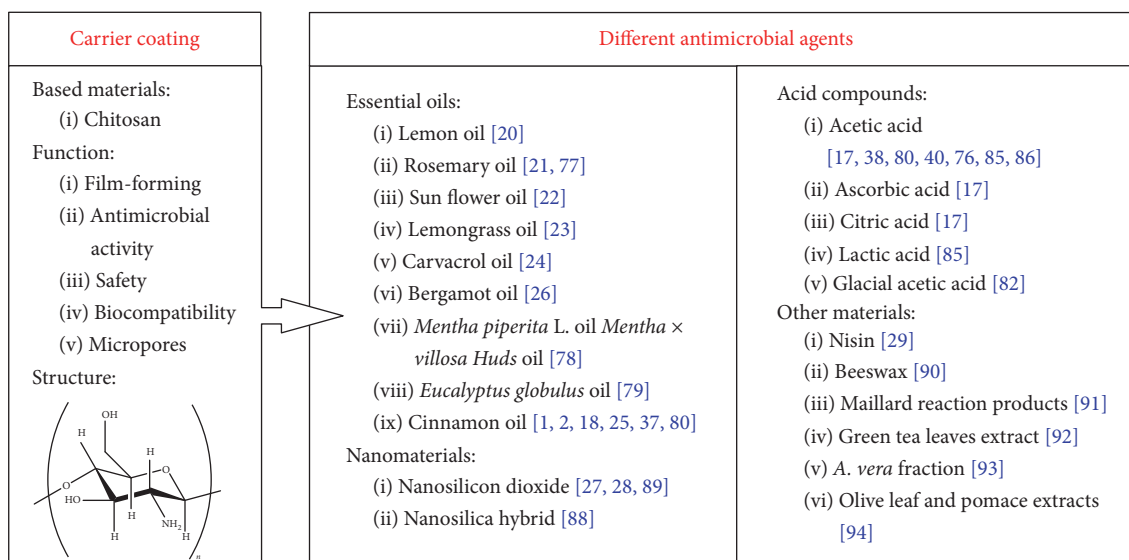 Carrier coating
Based materials:
(i) Chitosan
Function:
(i) Film-forming
(ii) Antimicrobial
activity
(iii) Safety
(iv) Biocompatibility
(v) Micropores
Structure:
OH
H
H
O
O
HO
H
NH₂
H
H
n
Different antimicrobial agents
Essential oils:
(i) Lemon oil [20]
(ii) Rosemary oil [21, 77]
(iii) Sun flower oil [22]
(iv) Lemongrass oil [23]
(v) Carvacrol oil [24]
(vi) Bergamot oil [26]
(vii) Mentha piperita L. oil Mentha ×
villosa Huds oil [78]
(viii) Eucalyptus globulus oil [79]
(ix) Cinnamon oil [1, 2, 18, 25, 37, 80]
Nanomaterials:
(i) Nanosilicon dioxide [27, 28, 89]
(ii) Nanosilica hybrid [88]
Acid compounds:
(i) Acetic acid
[17, 38, 80, 40, 76, 85, 86]
(ii) Ascorbic acid [17]
(iii) Citric acid [17]
(iv) Lactic acid [85]
(v) Glacial acetic acid [82]
Other materials:
(i) Nisin [29]
(ii) Beeswax [90]
(iii) Maillard reaction products [91]
(iv) Green tea leaves extract [92]
(v) A. vera fraction [93]
(vi) Olive leaf and pomace extracts
[94]